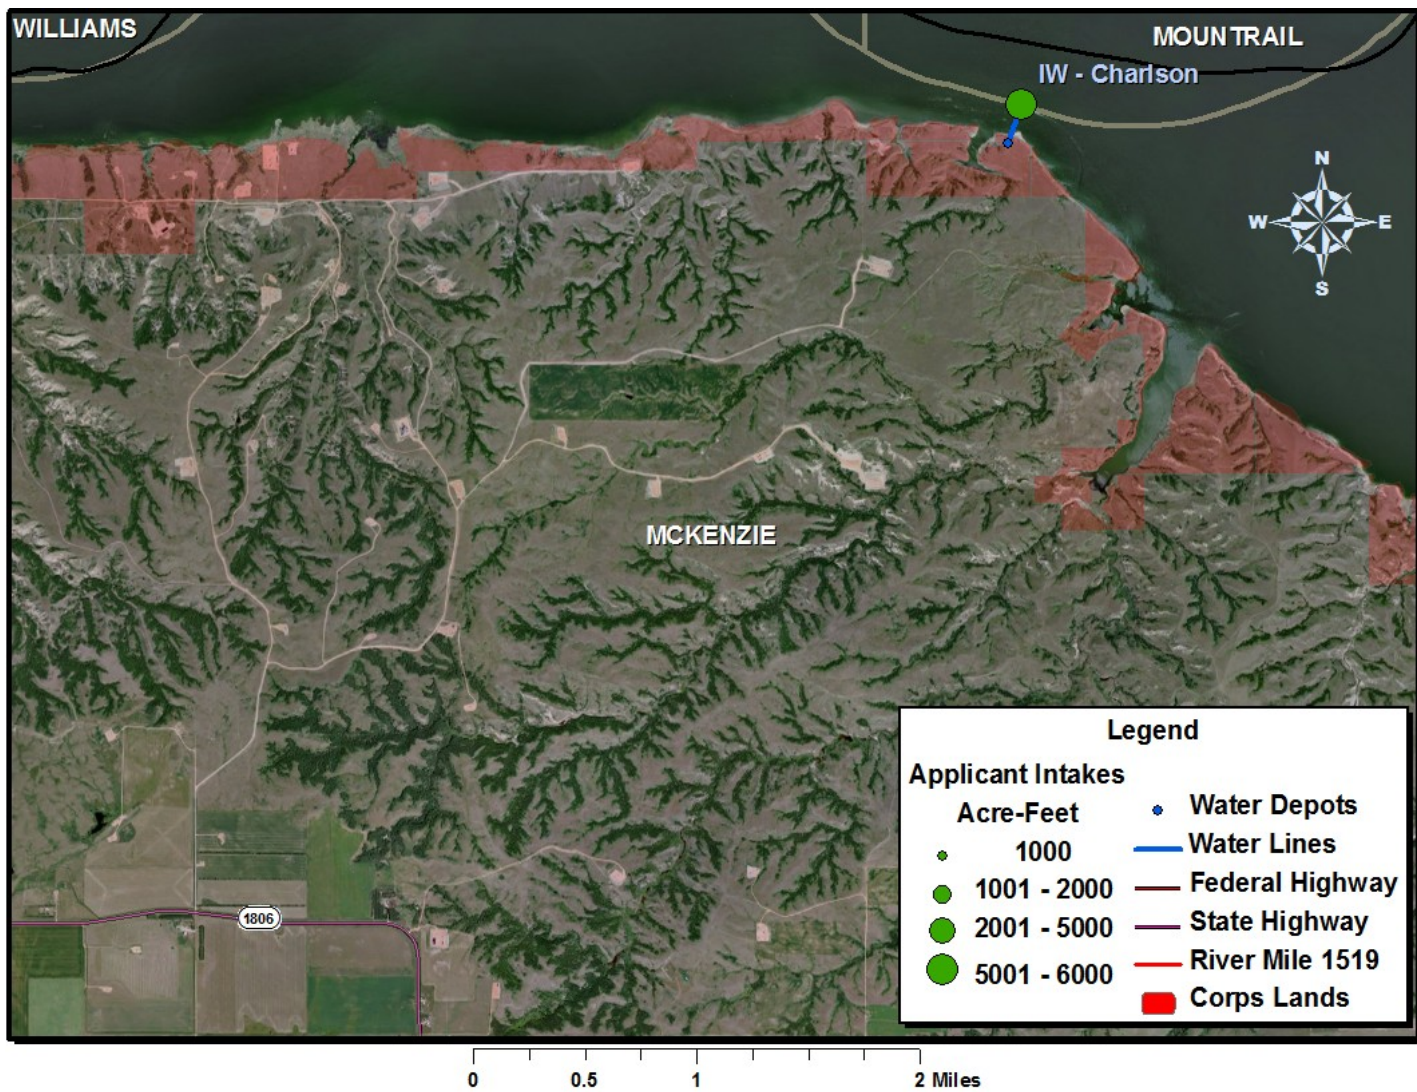 WILLIAMS
MOUNTRAIL
IW - Charlson
N
W
E
S
MCKENZIE
1806
Legend
Applicant Intakes
Acre-Feet
1000
1001 - 2000
2001 - 5000
5001 - 6000
Water Depots
Water Lines
Federal Highway
State Highway
River Mile 1519
Corps Lands
0 0.5 1 2 Miles